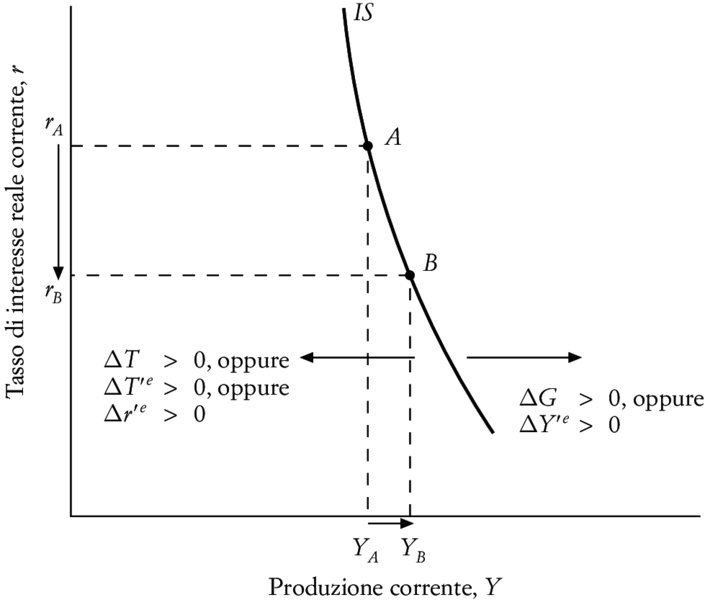 IS
Tasso di interesse reale corrente, r
r_A
A
B
r_B
ΔT > 0, oppure
ΔT′ᵉ > 0, oppure
Δr′ᵉ > 0
ΔG > 0, oppure
ΔY′ᵉ > 0
Y_A
Y_B
Produzione corrente, Y